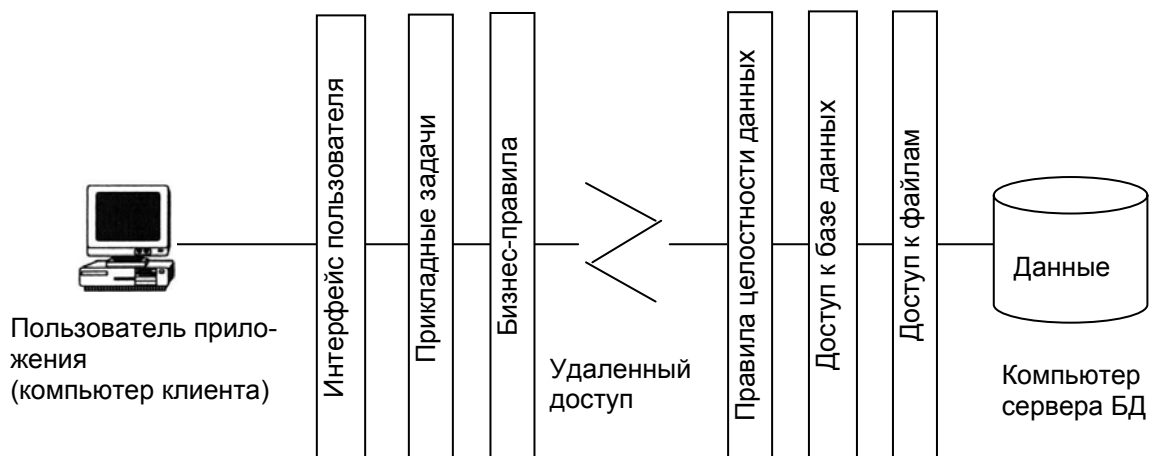 Пользователь прило-
жения
(компьютер клиента)
Интерфейс пользователя
Прикладные задачи
Бизнес-правила
Удаленный
доступ
Правила целостности данных
Доступ к базе данных
Доступ к файлам
Данные
Компьютер
сервера БД